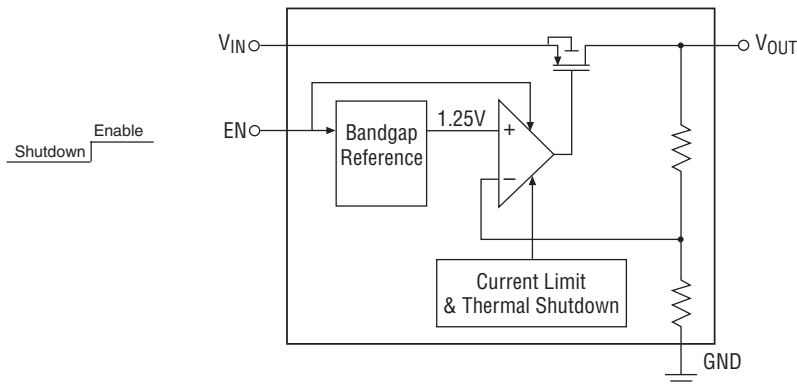 VIN
VOUT
EN
1.25V
Enable
Shutdown
Bandgap
Reference
+
–
Current Limit
& Thermal Shutdown
GND